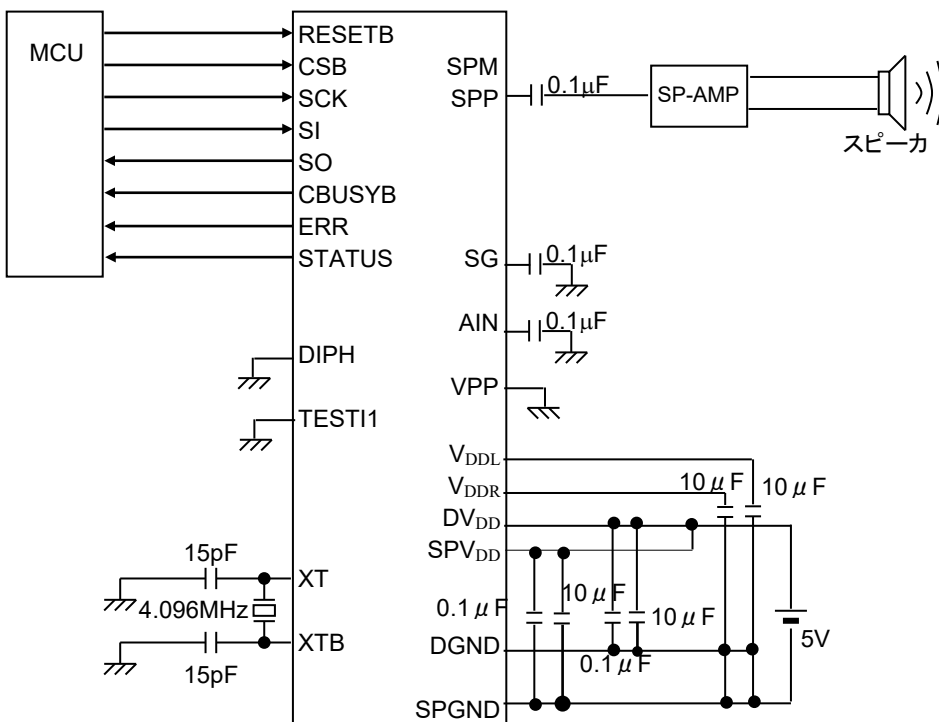 MCU
RESETB
CSB
SCK
SI
SO
CBUSYB
ERR
STATUS
DIPH
TESTI1
15pF
XT
4.096MHz
XTB
15pF
SPM
SPP
0.1μF
SP-AMP
スピーカ
SG
0.1μF
AIN
0.1μF
VPP
VDDL
VDDR
DVDD
SPVDD
DGND
SPGND
10μF
10μF
0.1μF
10μF
0.1μF
10μF
5V